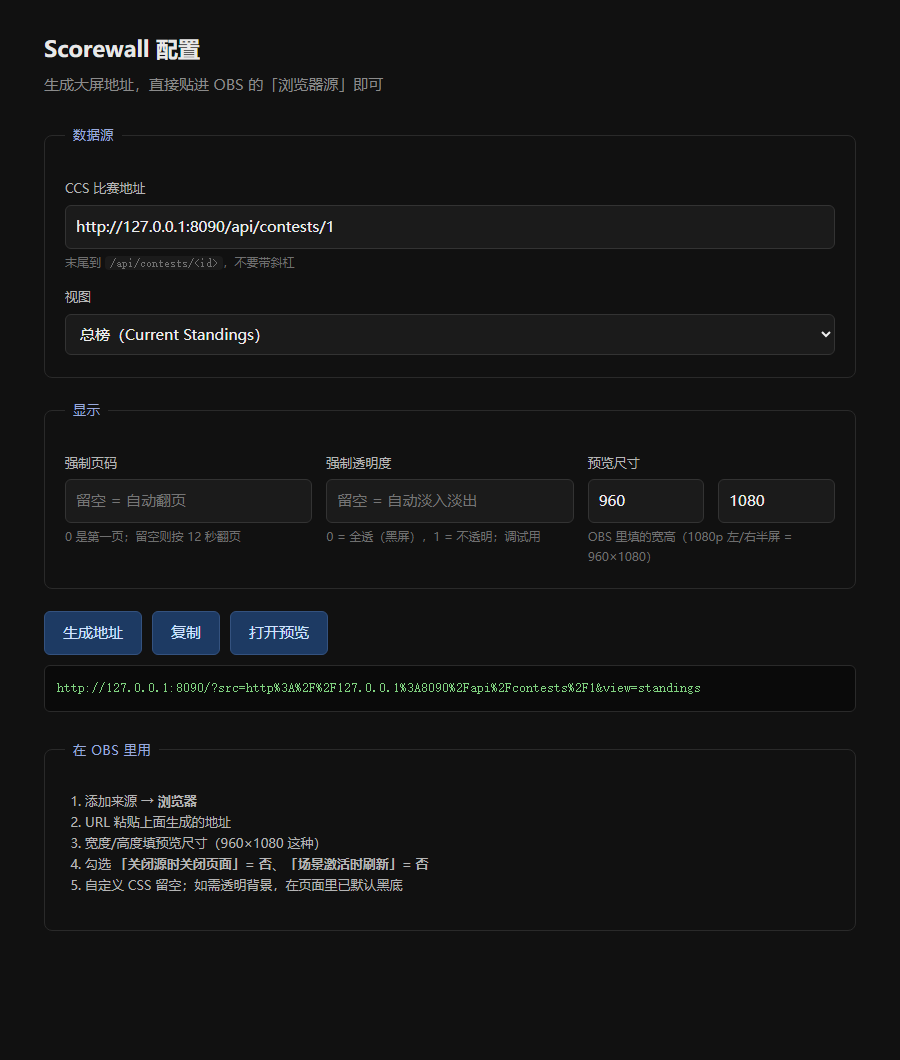 Scorewall 配置
生成大屏地址，直接贴进 OBS 的「浏览器源」即可
数据源
CCS 比赛地址
http://127.0.0.1:8090/api/contests/1
末尾到 /api/contests/<id>，不要带斜杠
视图
总榜（Current Standings）
显示
强制页码
强制透明度
预览尺寸
留空 = 自动翻页
留空 = 自动淡入淡出
960
1080
0 是第一页；留空则按 12 秒翻页
0 = 全透（黑屏），1 = 不透明；调试用
OBS 里填的宽高（1080p 左/右半屏 =
960×1080）
生成地址
复制
打开预览
http://127.0.0.1:8090/?src=http%3A%2F%2F127.0.0.1%3A8090%2Fapi%2Fcontests%2F1&view=standings
在 OBS 里用
1. 添加来源 → 浏览器
2. URL 粘贴上面生成的地址
3. 宽度/高度填预览尺寸（960×1080 这种）
4. 勾选 「关闭源时关闭页面」= 否、「场景激活时刷新」= 否
5. 自定义 CSS 留空；如需透明背景，在页面里已默认黑底